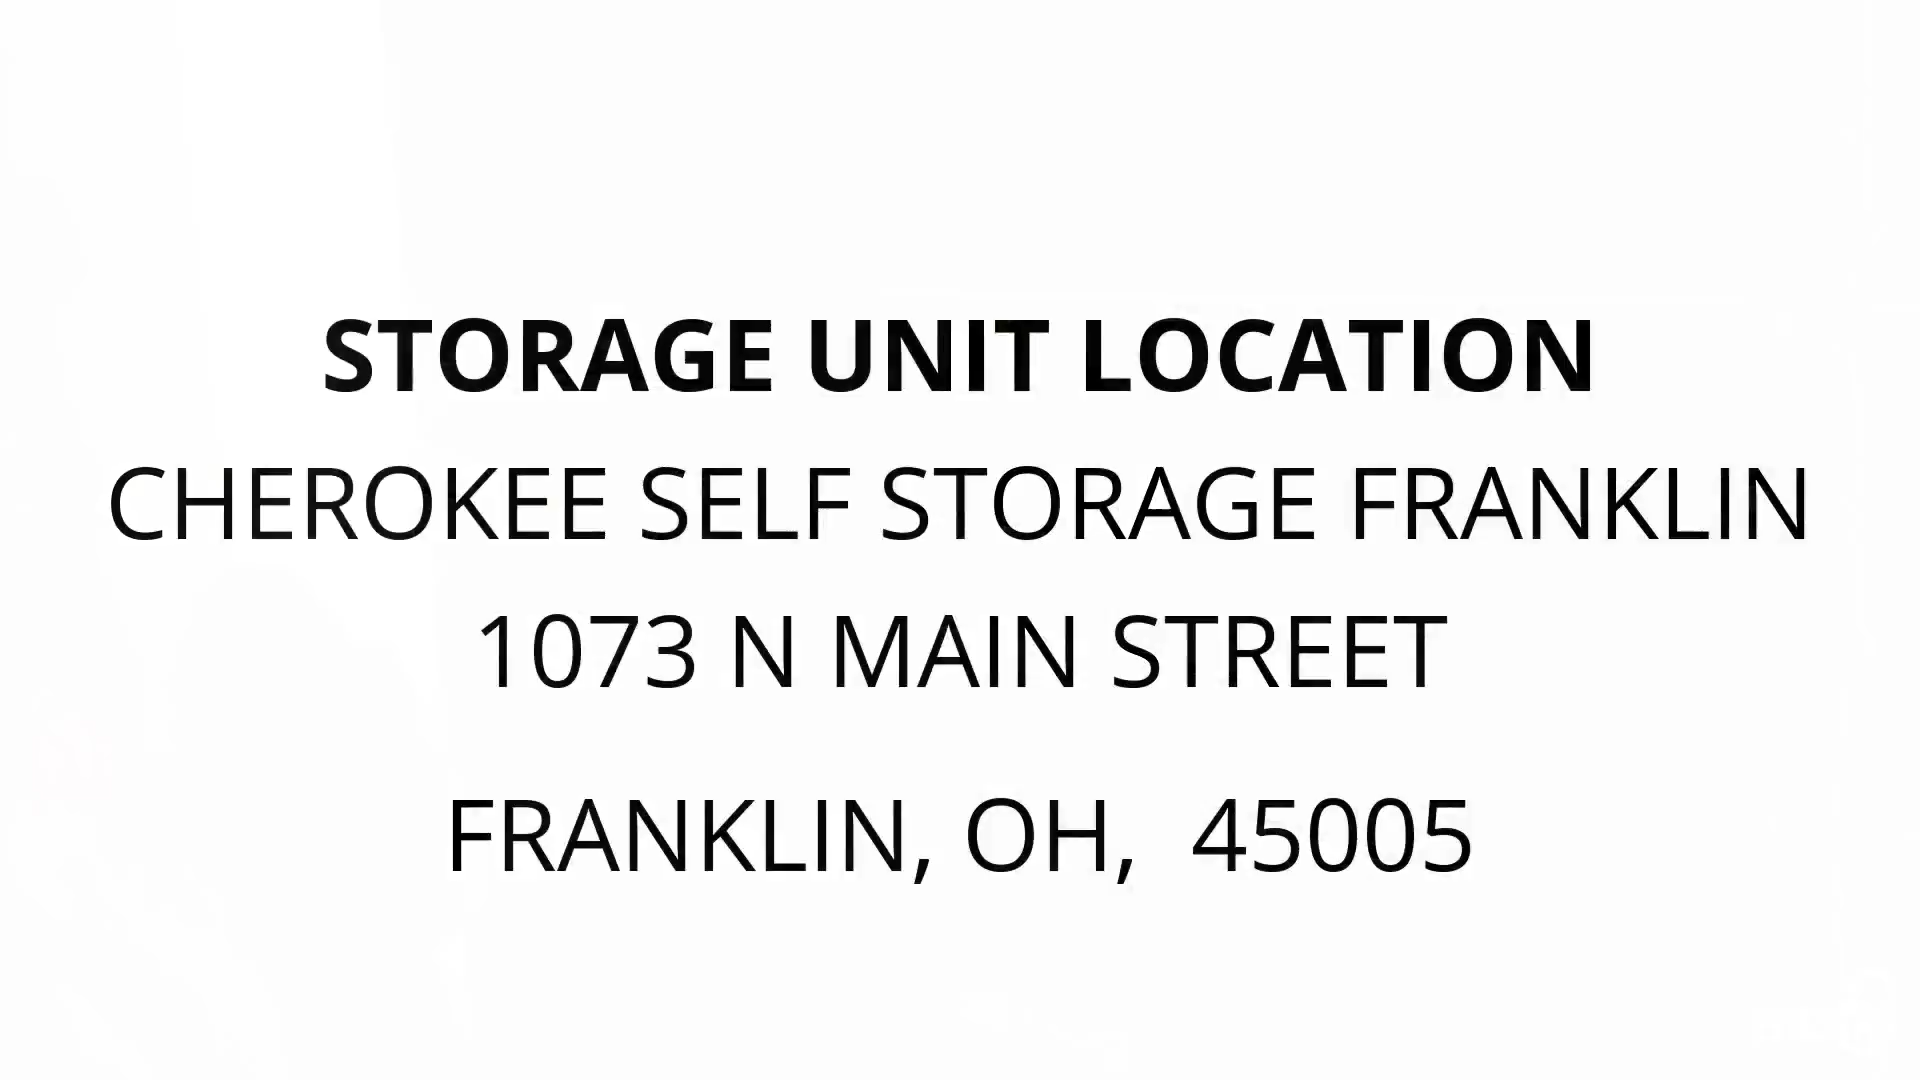 STORAGE UNIT LOCATION
CHEROKEE SELF STORAGE FRANKLIN
1073 N MAIN STREET
FRANKLIN, OH, 45005